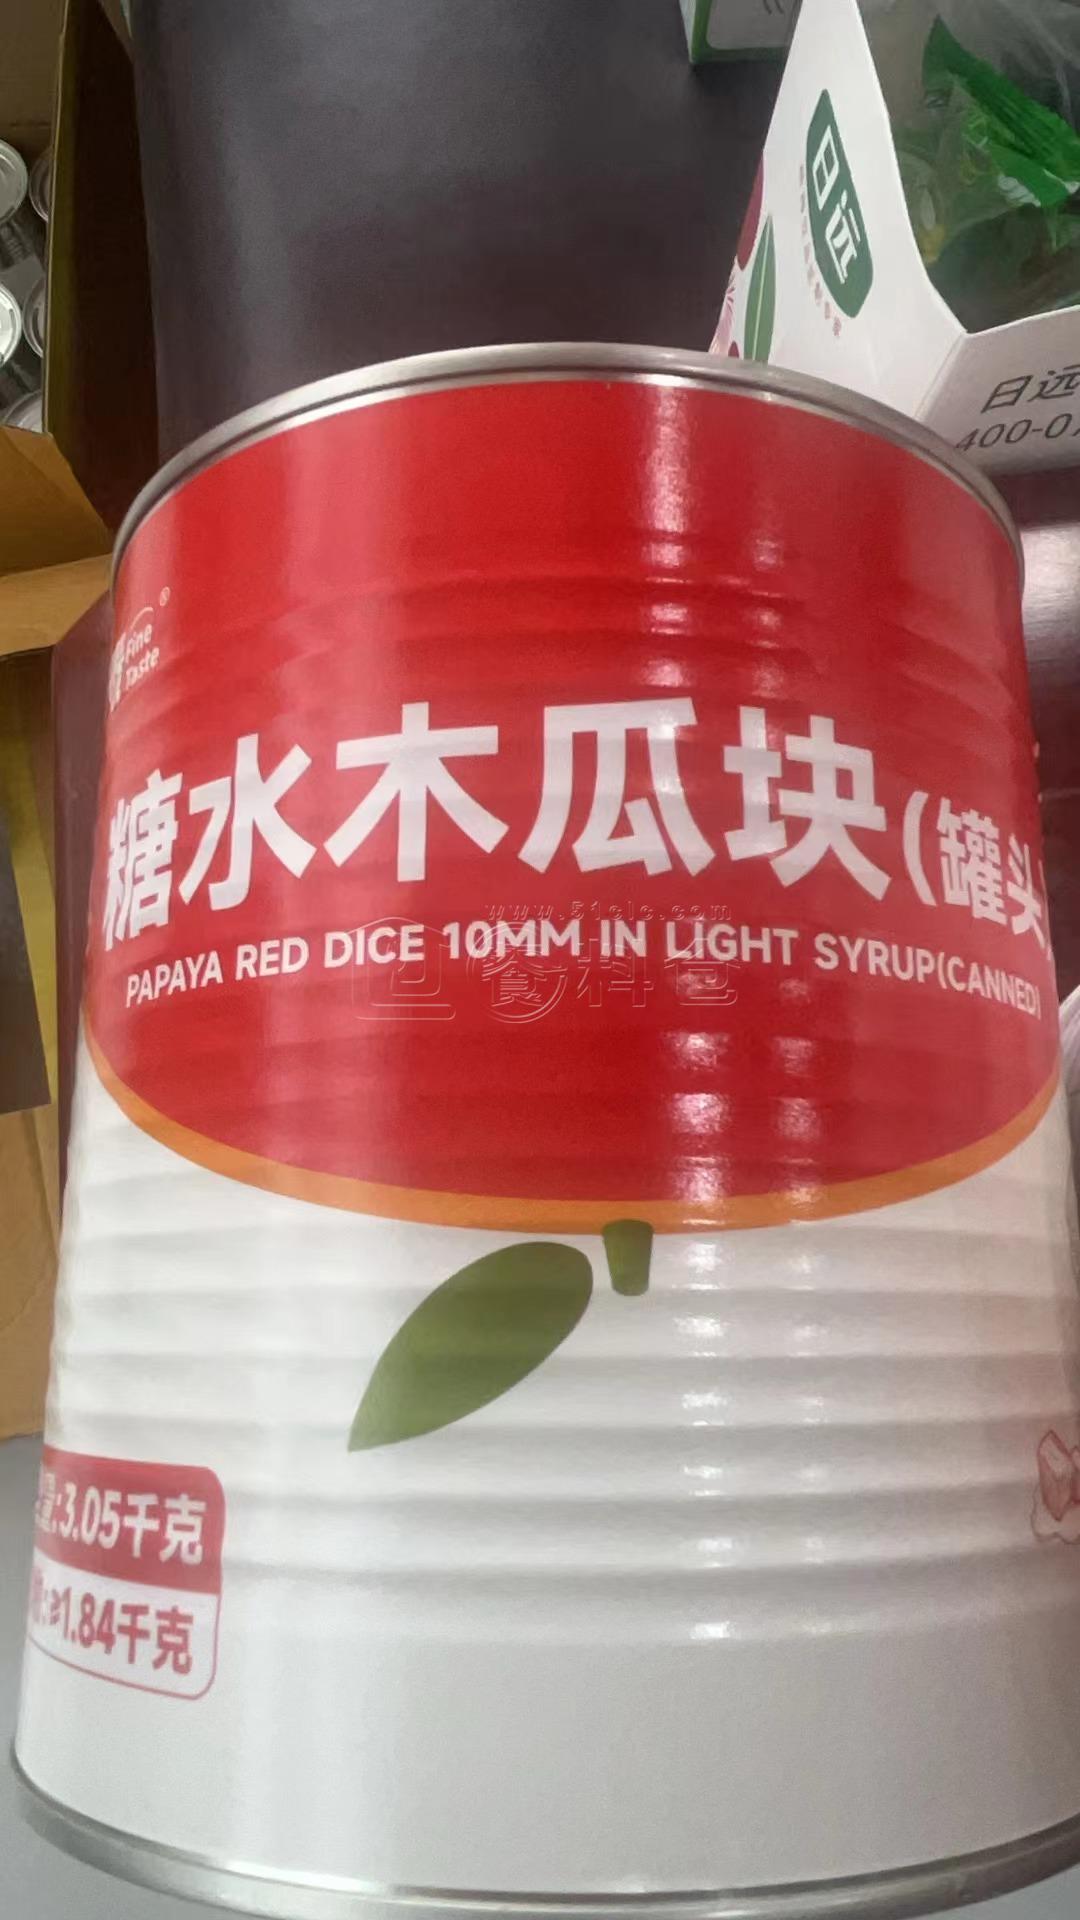 日远
日远
400-0
Fine
Taste
®
糖水木瓜块(罐头)
www.51clc.com
PAPAYA RED DICE 10MM IN LIGHT SYRUP(CANNED)
餐料仓
量:3.05千克
:≥1.84千克